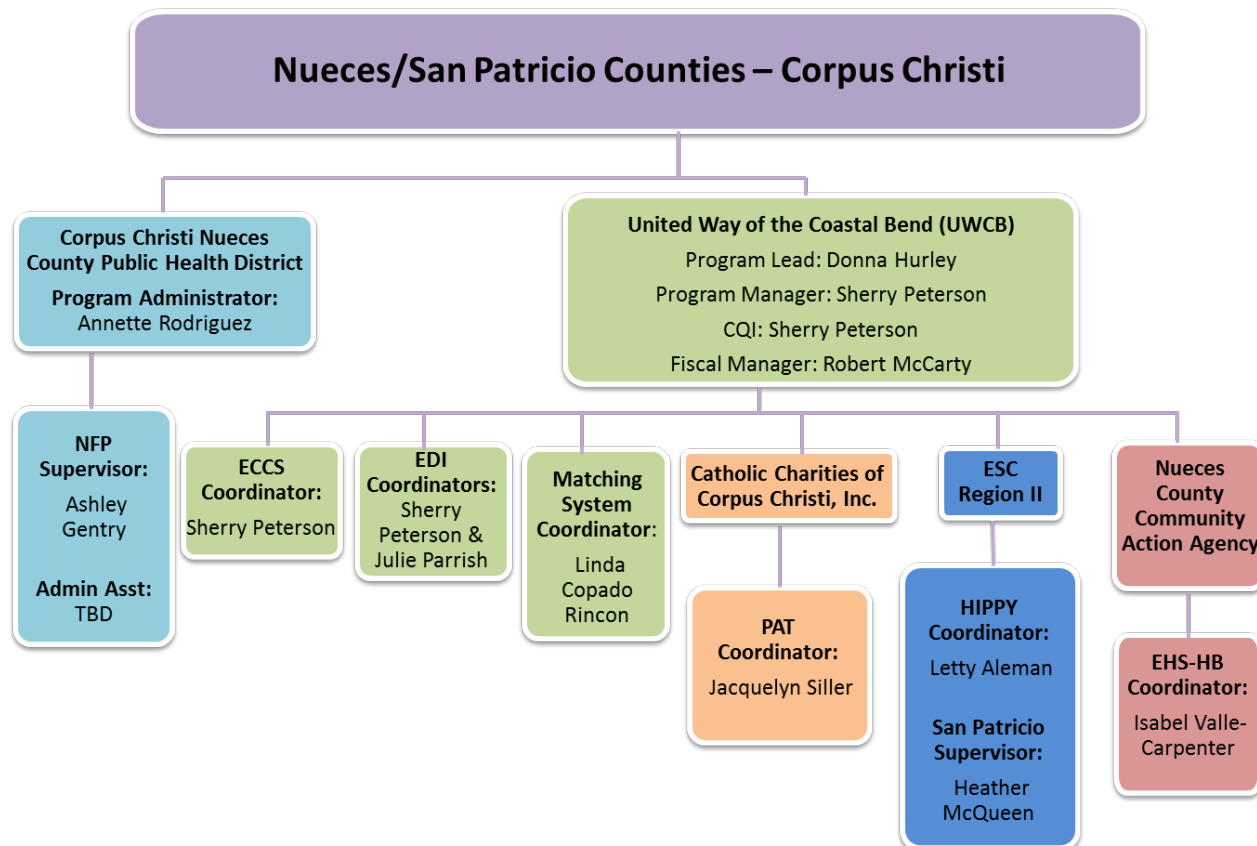 Nueces/San Patricio Counties – Corpus Christi
Corpus Christi Nueces
County Public Health District
Program Administrator:
Annette Rodriguez
United Way of the Coastal Bend (UWCB)
Program Lead: Donna Hurley
Program Manager: Sherry Peterson
CQI: Sherry Peterson
Fiscal Manager: Robert McCarty
NFP
Supervisor:
Ashley
Gentry
Admin Asst:
TBD
ECCS
Coordinator:
Sherry Peterson
EDI
Coordinators:
Sherry
Peterson &
Julie Parrish
Matching
System
Coordinator:
Linda
Copado
Rincon
Catholic Charities of
Corpus Christi, Inc.
PAT
Coordinator:
Jacquelyn Siller
ESC
Region II
HIPPY
Coordinator:
Letty Aleman
San Patricio
Supervisor:
Heather
McQueen
Nueces
County
Community
Action Agency
EHS-HB
Coordinator:
Isabel Valle-
Carpenter